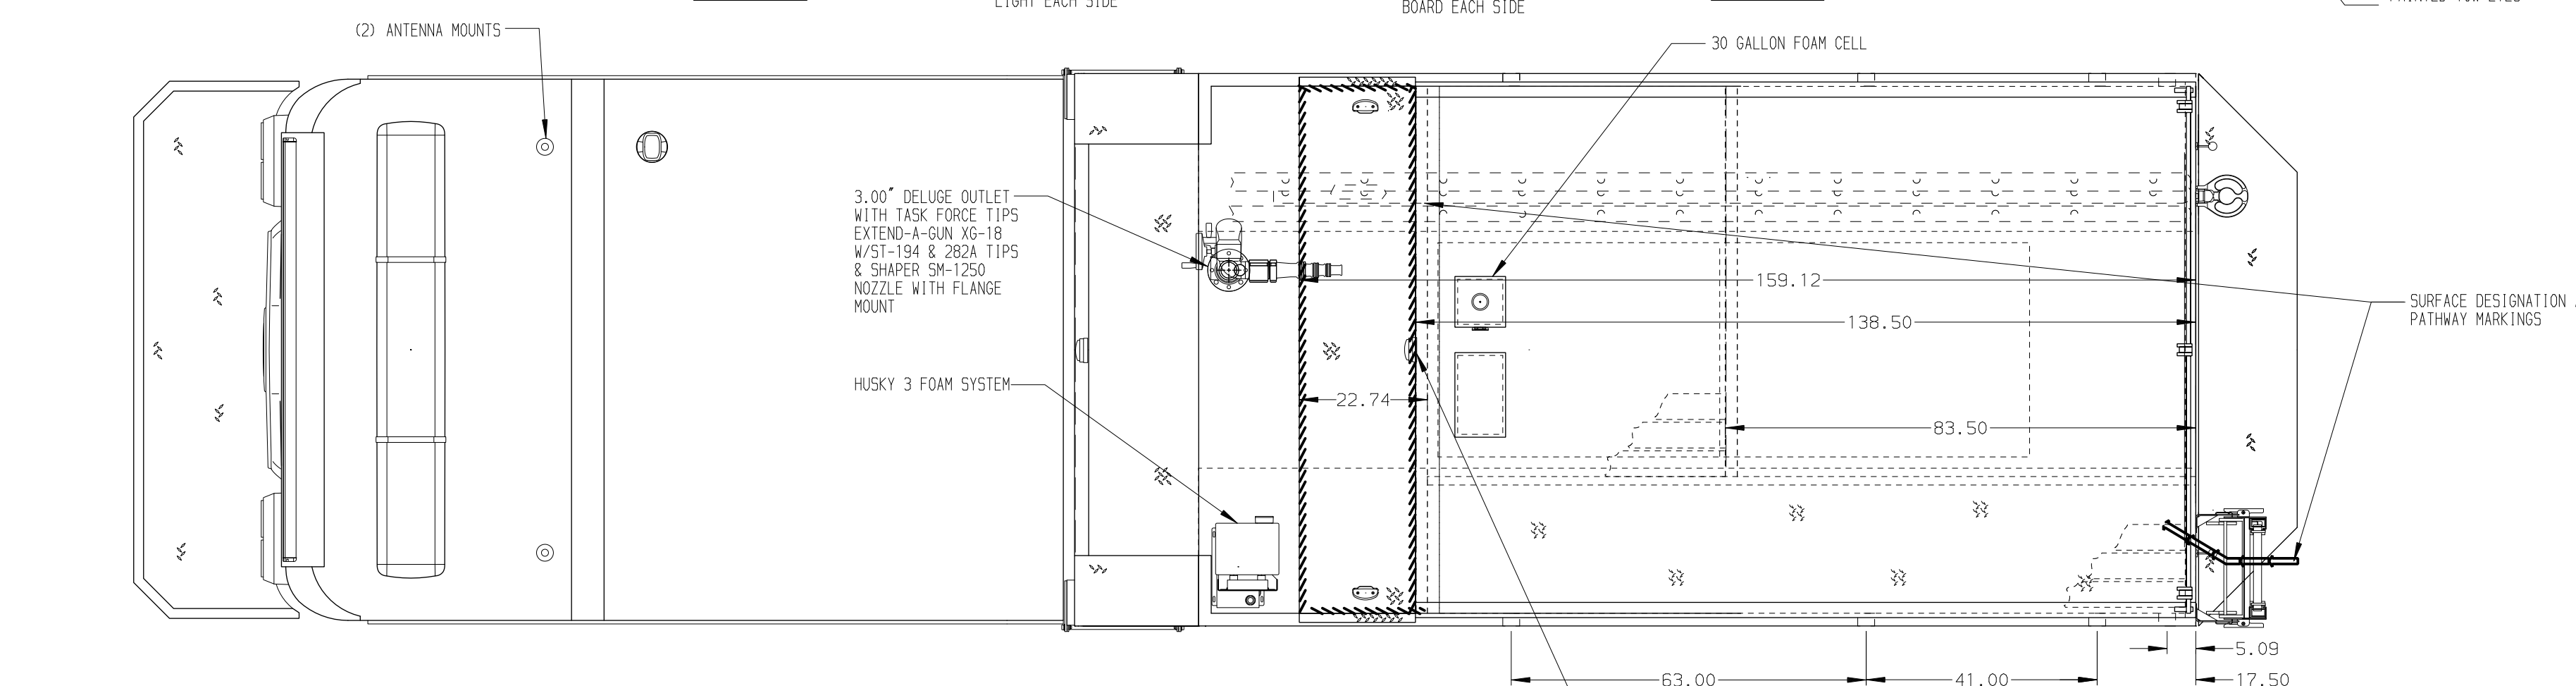 LIGHT EACH SIDE
BOARD EACH SIDE
(2) ANTENNA MOUNTS
30 GALLON FOAM CELL
3.00" DELUGE OUTLET
WITH TASK FORCE TIPS
EXTEND-A-GUN XG-18
W/ST-194 & 282A TIPS
& SHAPER SM-1250
NOZZLE WITH FLANGE
MOUNT
159.12
SURFACE DESIGNATION
PATHWAY MARKINGS
138.50
HUSKY 3 FOAM SYSTEM
22.74
83.50
5.09
63.00
41.00
17.50